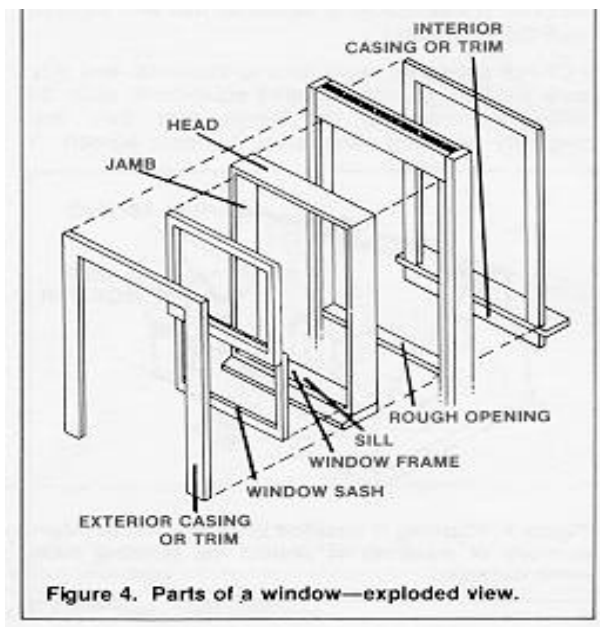 INTERIOR
CASING OR TRIM
HEAD
JAMB
ROUGH OPENING
SILL
WINDOW FRAME
WINDOW SASH
EXTERIOR CASING
OR TRIM
Figure 4. Parts of a window—exploded view.